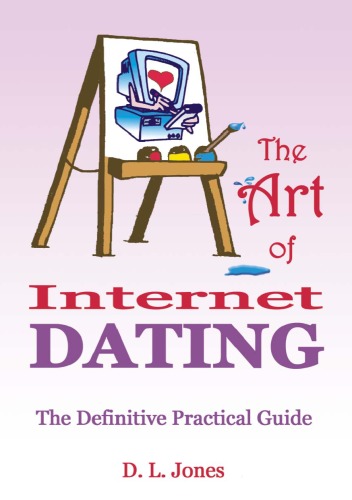 The
Art
of
Internet
DATING
The Definitive Practical Guide
D. L. Jones